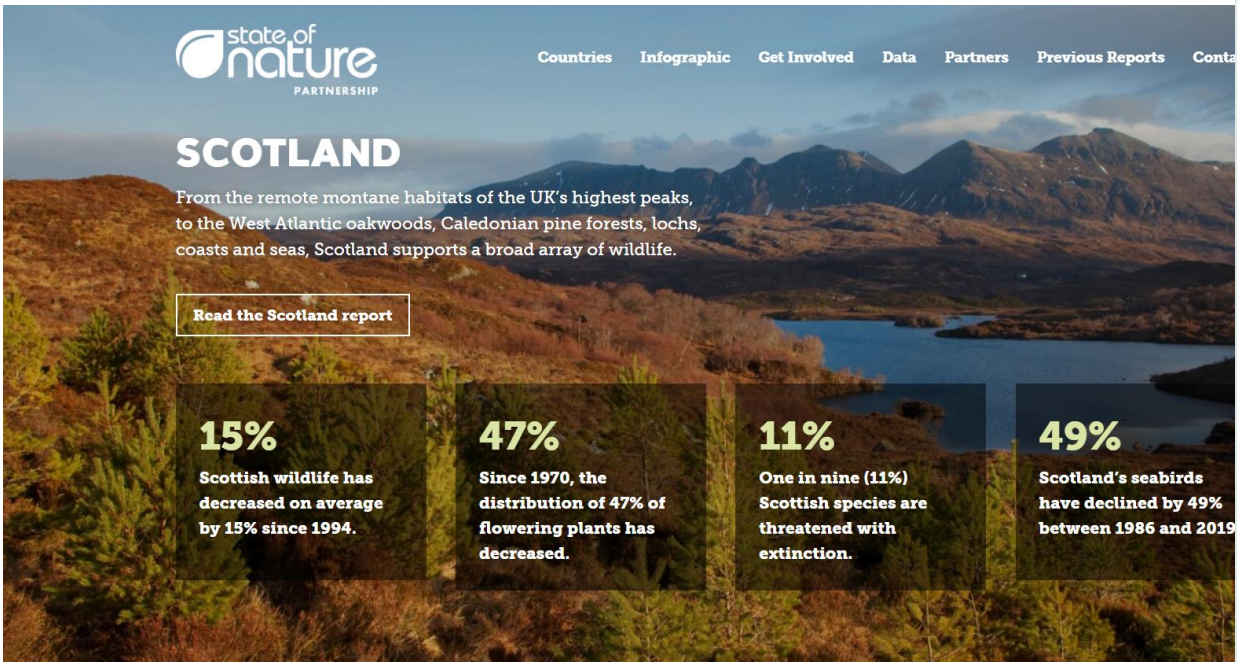 state of
nature
PARTNERSHIP
Countries Infographic Get Involved Data Partners Previous Reports Conta
SCOTLAND
From the remote montane habitats of the UK's highest peaks,
to the West Atlantic oakwoods, Caledonian pine forests, lochs,
coasts and seas, Scotland supports a broad array of wildlife.
Read the Scotland report
15%
Scottish wildlife has
decreased on average
by 15% since 1994.
47%
Since 1970, the
distribution of 47% of
flowering plants has
decreased.
11%
One in nine (11%)
Scottish species are
threatened with
extinction.
49%
Scotland's seabirds
have declined by 49%
between 1986 and 2019